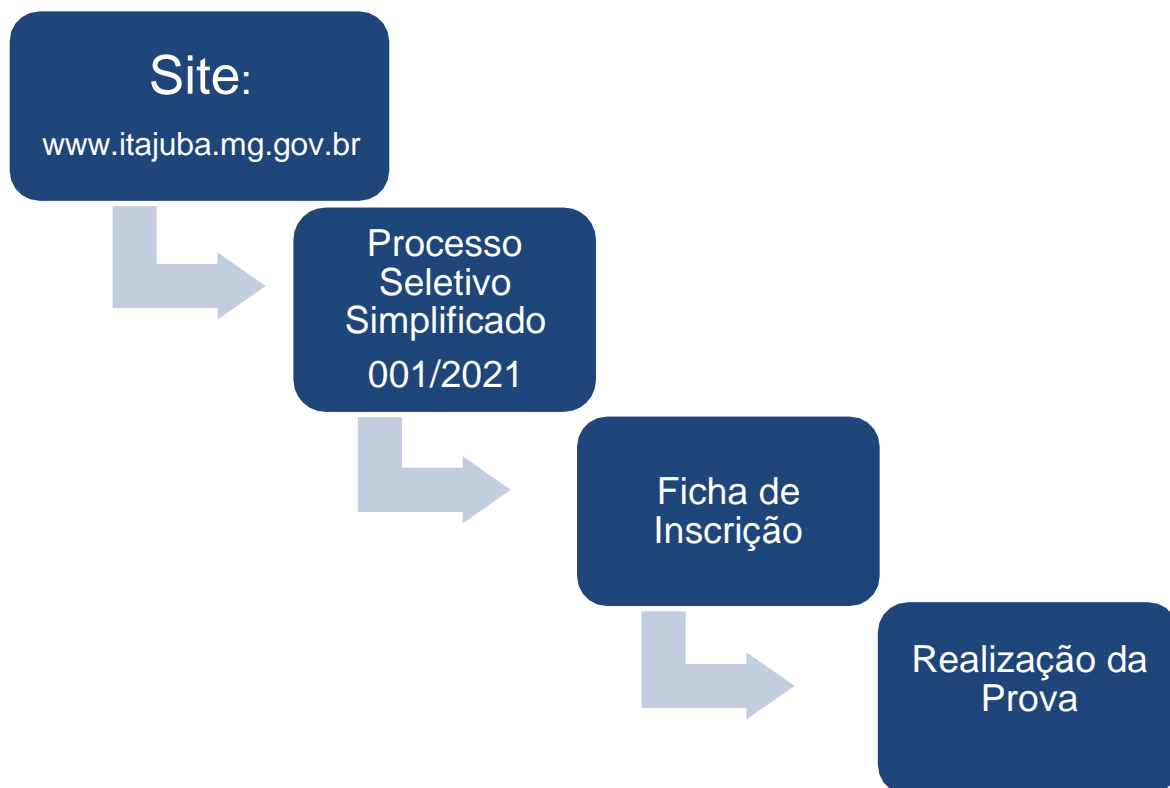 Site:
www.itajuba.mg.gov.br
Processo
Seletivo
Simplificado
001/2021
Ficha de
Inscrição
Realização da
Prova